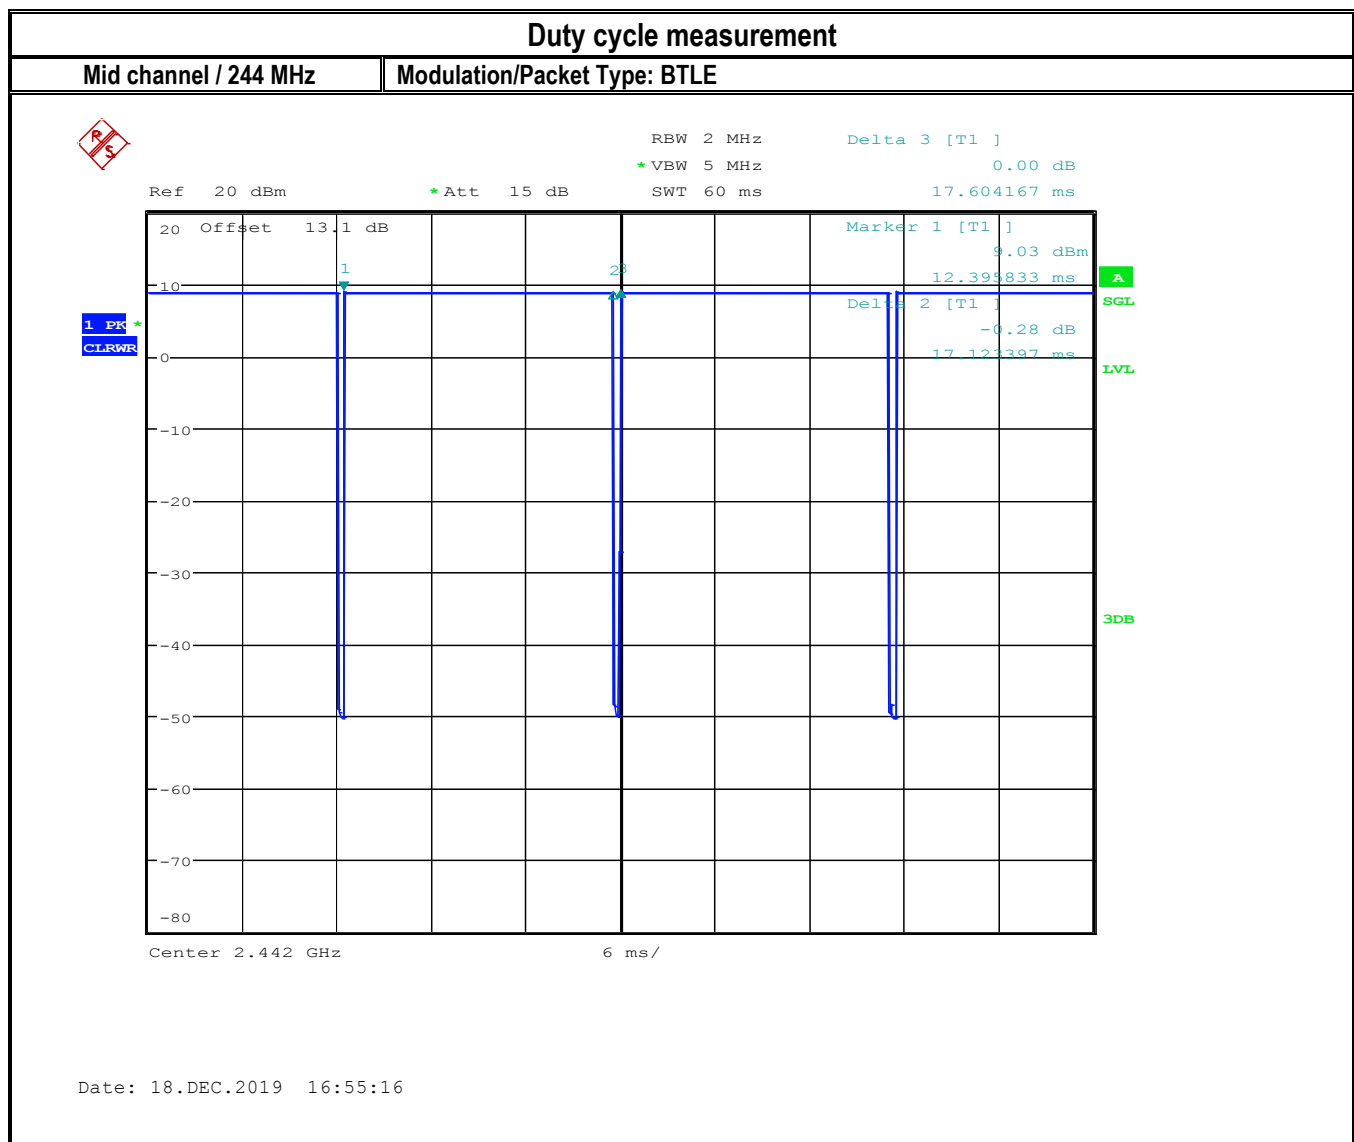 Duty cycle measurement
Mid channel / 244 MHz
Modulation/Packet Type: BTLE
R S
RBW 2 MHz
Delta 3 [T1 ]
* VBW 5 MHz
0.00 dB
Ref 20 dBm
* Att 15 dB
SWT 60 ms
17.604167 ms
20 Offset 13.1 dB
Marker 1 [T1 ]
9.03 dBm
1
2 3
12.395833 ms
A
10
Delta 2 [T1 ]
SGL
1 PK *
-0.28 dB
CLRWR
0
17.123397 ms
LVL
-10
-20
-30
3DB
-40
-50
-60
-70
-80
Center 2.442 GHz
6 ms/
Date: 18.DEC.2019 16:55:16